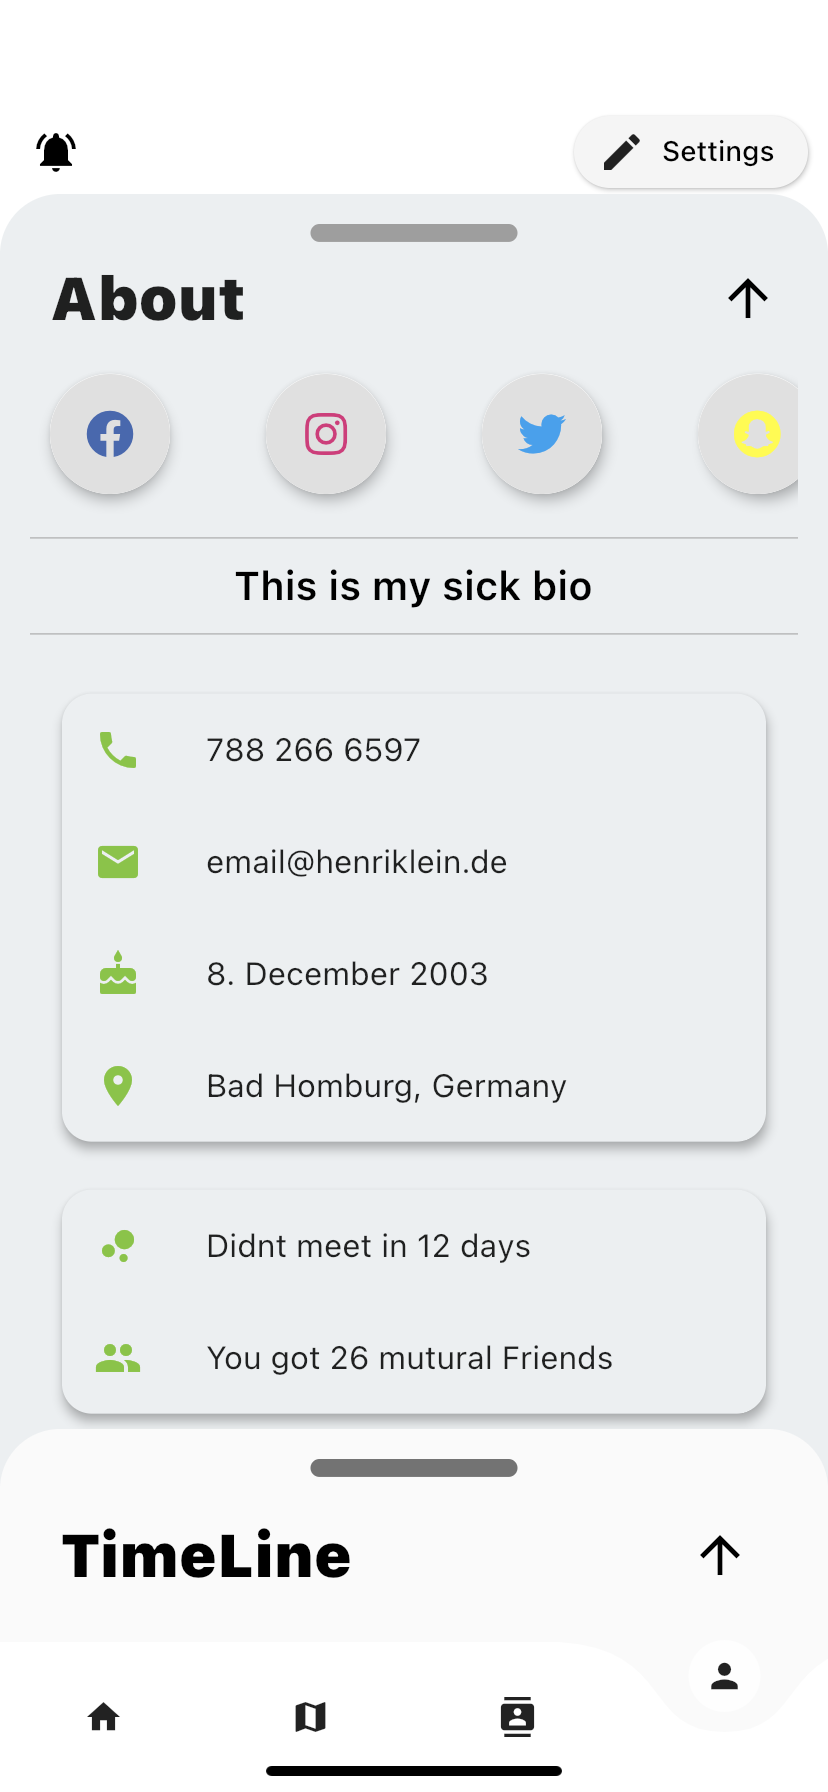 Settings
About
This is my sick bio
788 266 6597
email@henriklein.de
8. December 2003
Bad Homburg, Germany
Didnt meet in 12 days
You got 26 mutural Friends
TimeLine